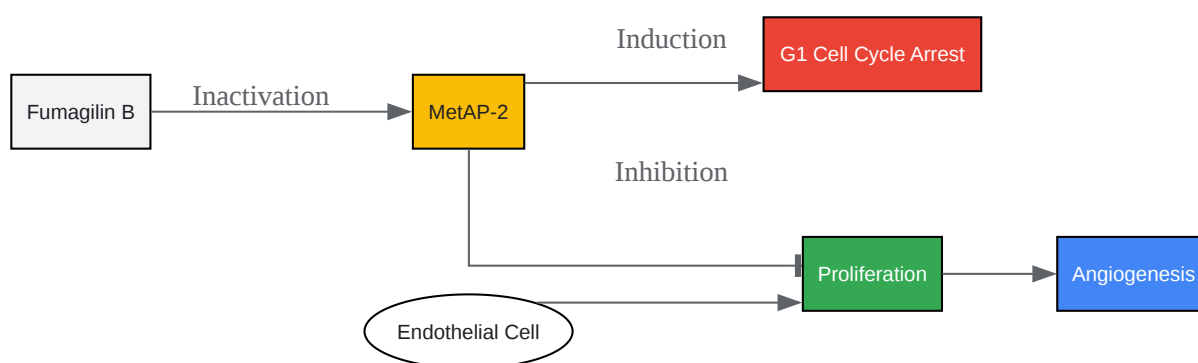 Induction
G1 Cell Cycle Arrest
Fumagilin B
Inactivation
MetAP-2
Inhibition
Proliferation
Angiogenesis
Endothelial Cell